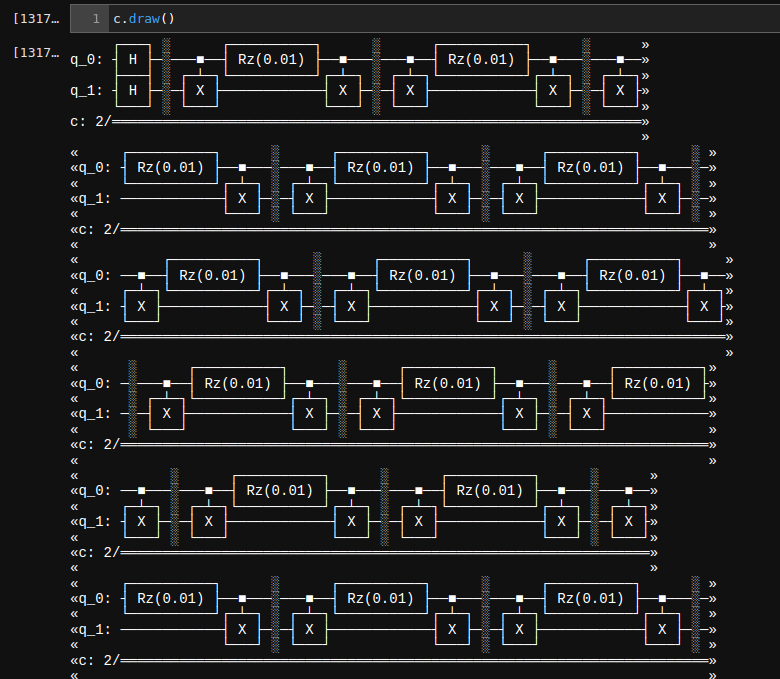 [1317… 1 c.draw()
[1317…
»
q_0: H Rz(0.01) Rz(0.01) »
»
q_1: H X X X X X »
»
c: 2/ »
»
« »
«q_0: Rz(0.01) Rz(0.01) Rz(0.01) »
« »
«q_1: X X X X X »
« »
«c: 2/ »
« »
« »
«q_0: Rz(0.01) Rz(0.01) Rz(0.01) »
« »
«q_1: X X X X X X »
« »
«c: 2/ »
« »
« »
«q_0: Rz(0.01) Rz(0.01) Rz(0.01) »
« »
«q_1: X X X X X »
« »
«c: 2/ »
« »
« »
«q_0: Rz(0.01) Rz(0.01) »
« »
«q_1: X X X X X X »
« »
«c: 2/ »
« »
« »
«q_0: Rz(0.01) Rz(0.01) Rz(0.01) »
« »
«q_1: X X X X X »
« »
«c: 2/ »
« »